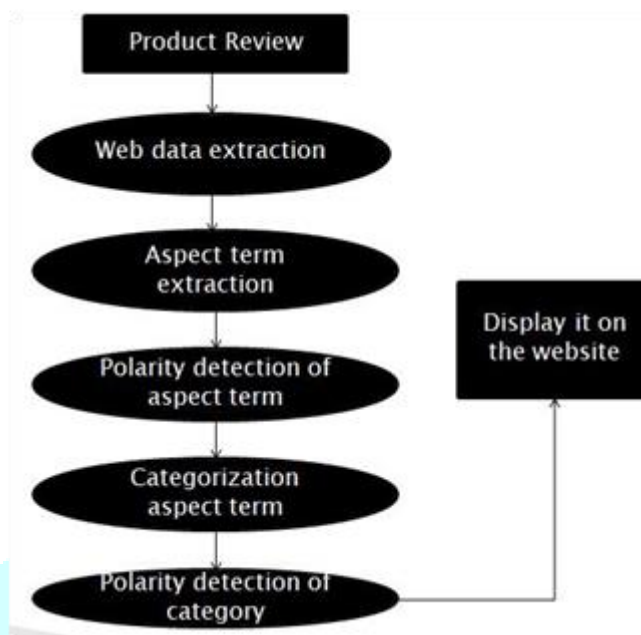 Product Review
Web data extraction
Aspect term
extraction
Polarity detection of
aspect term
Categorization
aspect term
Polarity detection of
category
Display it on
the website